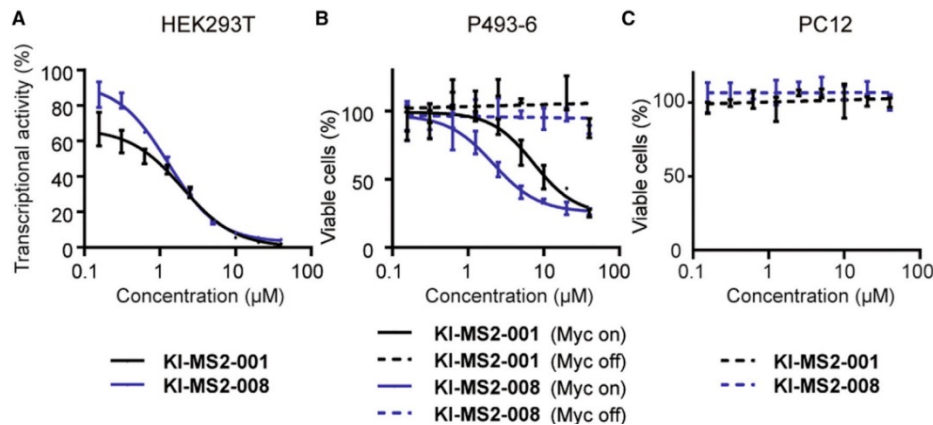 A
HEK293T
Transcriptional activity (%)
100
80
60
40
20
0
0.1
1
10
100
Concentration (µM)
KI-MS2-001
KI-MS2-008
B
P493-6
Viable cells (%)
100
50
0
0.1
1
10
100
Concentration (µM)
KI-MS2-001 (Myc on)
KI-MS2-001 (Myc off)
KI-MS2-008 (Myc on)
KI-MS2-008 (Myc off)
C
PC12
Viable cells (%)
100
50
0
0.1
1
10
100
Concentration (µM)
KI-MS2-001
KI-MS2-008